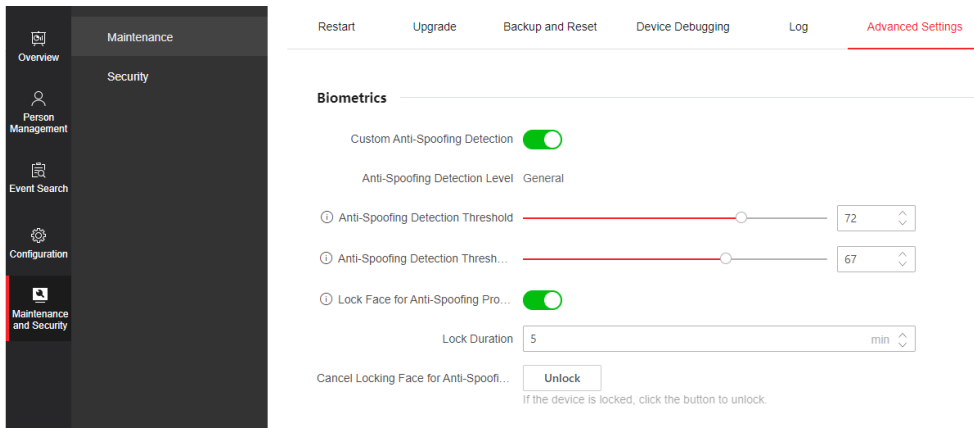 Overview
Person
Management
Event Search
Configuration
Maintenance
and Security
Maintenance
Security
Restart Upgrade Backup and Reset Device Debugging Log Advanced Settings
Biometrics
Custom Anti-Spoofing Detection
Anti-Spoofing Detection Level General
Anti-Spoofing Detection Threshold 72
Anti-Spoofing Detection Thresh... 67
Lock Face for Anti-Spoofing Pro...
Lock Duration 5 min
Cancel Locking Face for Anti-Spoofi... Unlock
If the device is locked, click the button to unlock.